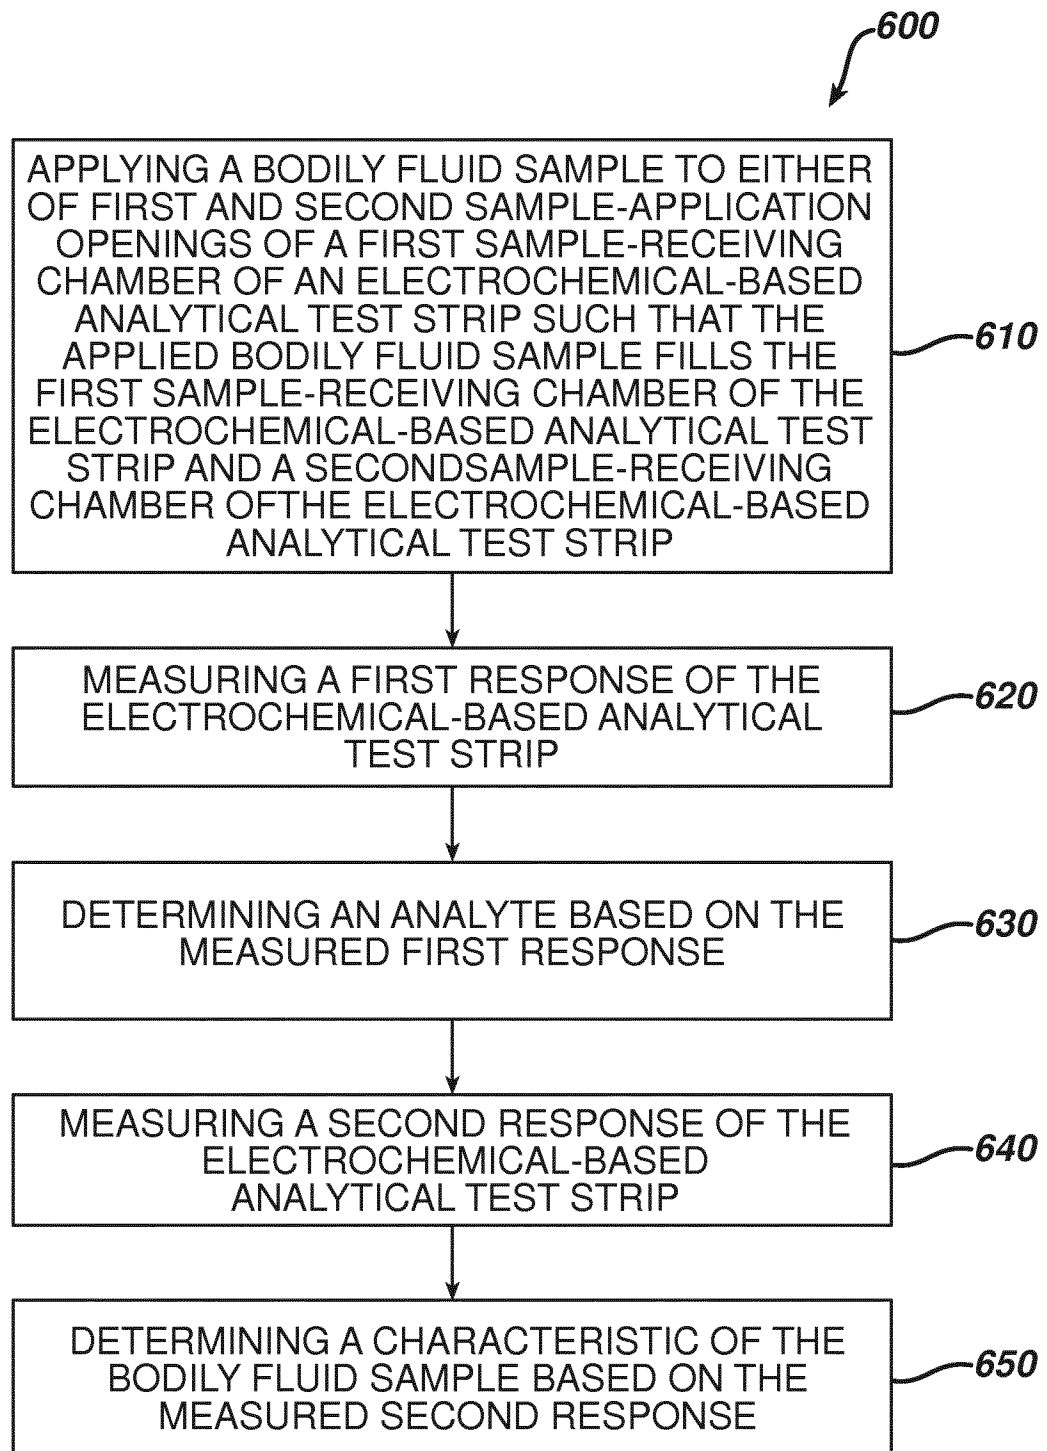 600
APPLYING A BODILY FLUID SAMPLE TO EITHER
OF FIRST AND SECOND SAMPLE-APPLICATION
OPENINGS OF A FIRST SAMPLE-RECEIVING
CHAMBER OF AN ELECTROCHEMICAL-BASED
ANALYTICAL TEST STRIP SUCH THAT THE
APPLIED BODILY FLUID SAMPLE FILLS THE
FIRST SAMPLE-RECEIVING CHAMBER OF THE
ELECTROCHEMICAL-BASED ANALYTICAL TEST
STRIP AND A SECONDSAMPLE-RECEIVING
CHAMBER OFTHE ELECTROCHEMICAL-BASED
ANALYTICAL TEST STRIP
610
MEASURING A FIRST RESPONSE OF THE
ELECTROCHEMICAL-BASED ANALYTICAL
TEST STRIP
620
DETERMINING AN ANALYTE BASED ON THE
MEASURED FIRST RESPONSE
630
MEASURING A SECOND RESPONSE OF THE
ELECTROCHEMICAL-BASED
ANALYTICAL TEST STRIP
640
DETERMINING A CHARACTERISTIC OF THE
BODILY FLUID SAMPLE BASED ON THE
MEASURED SECOND RESPONSE
650